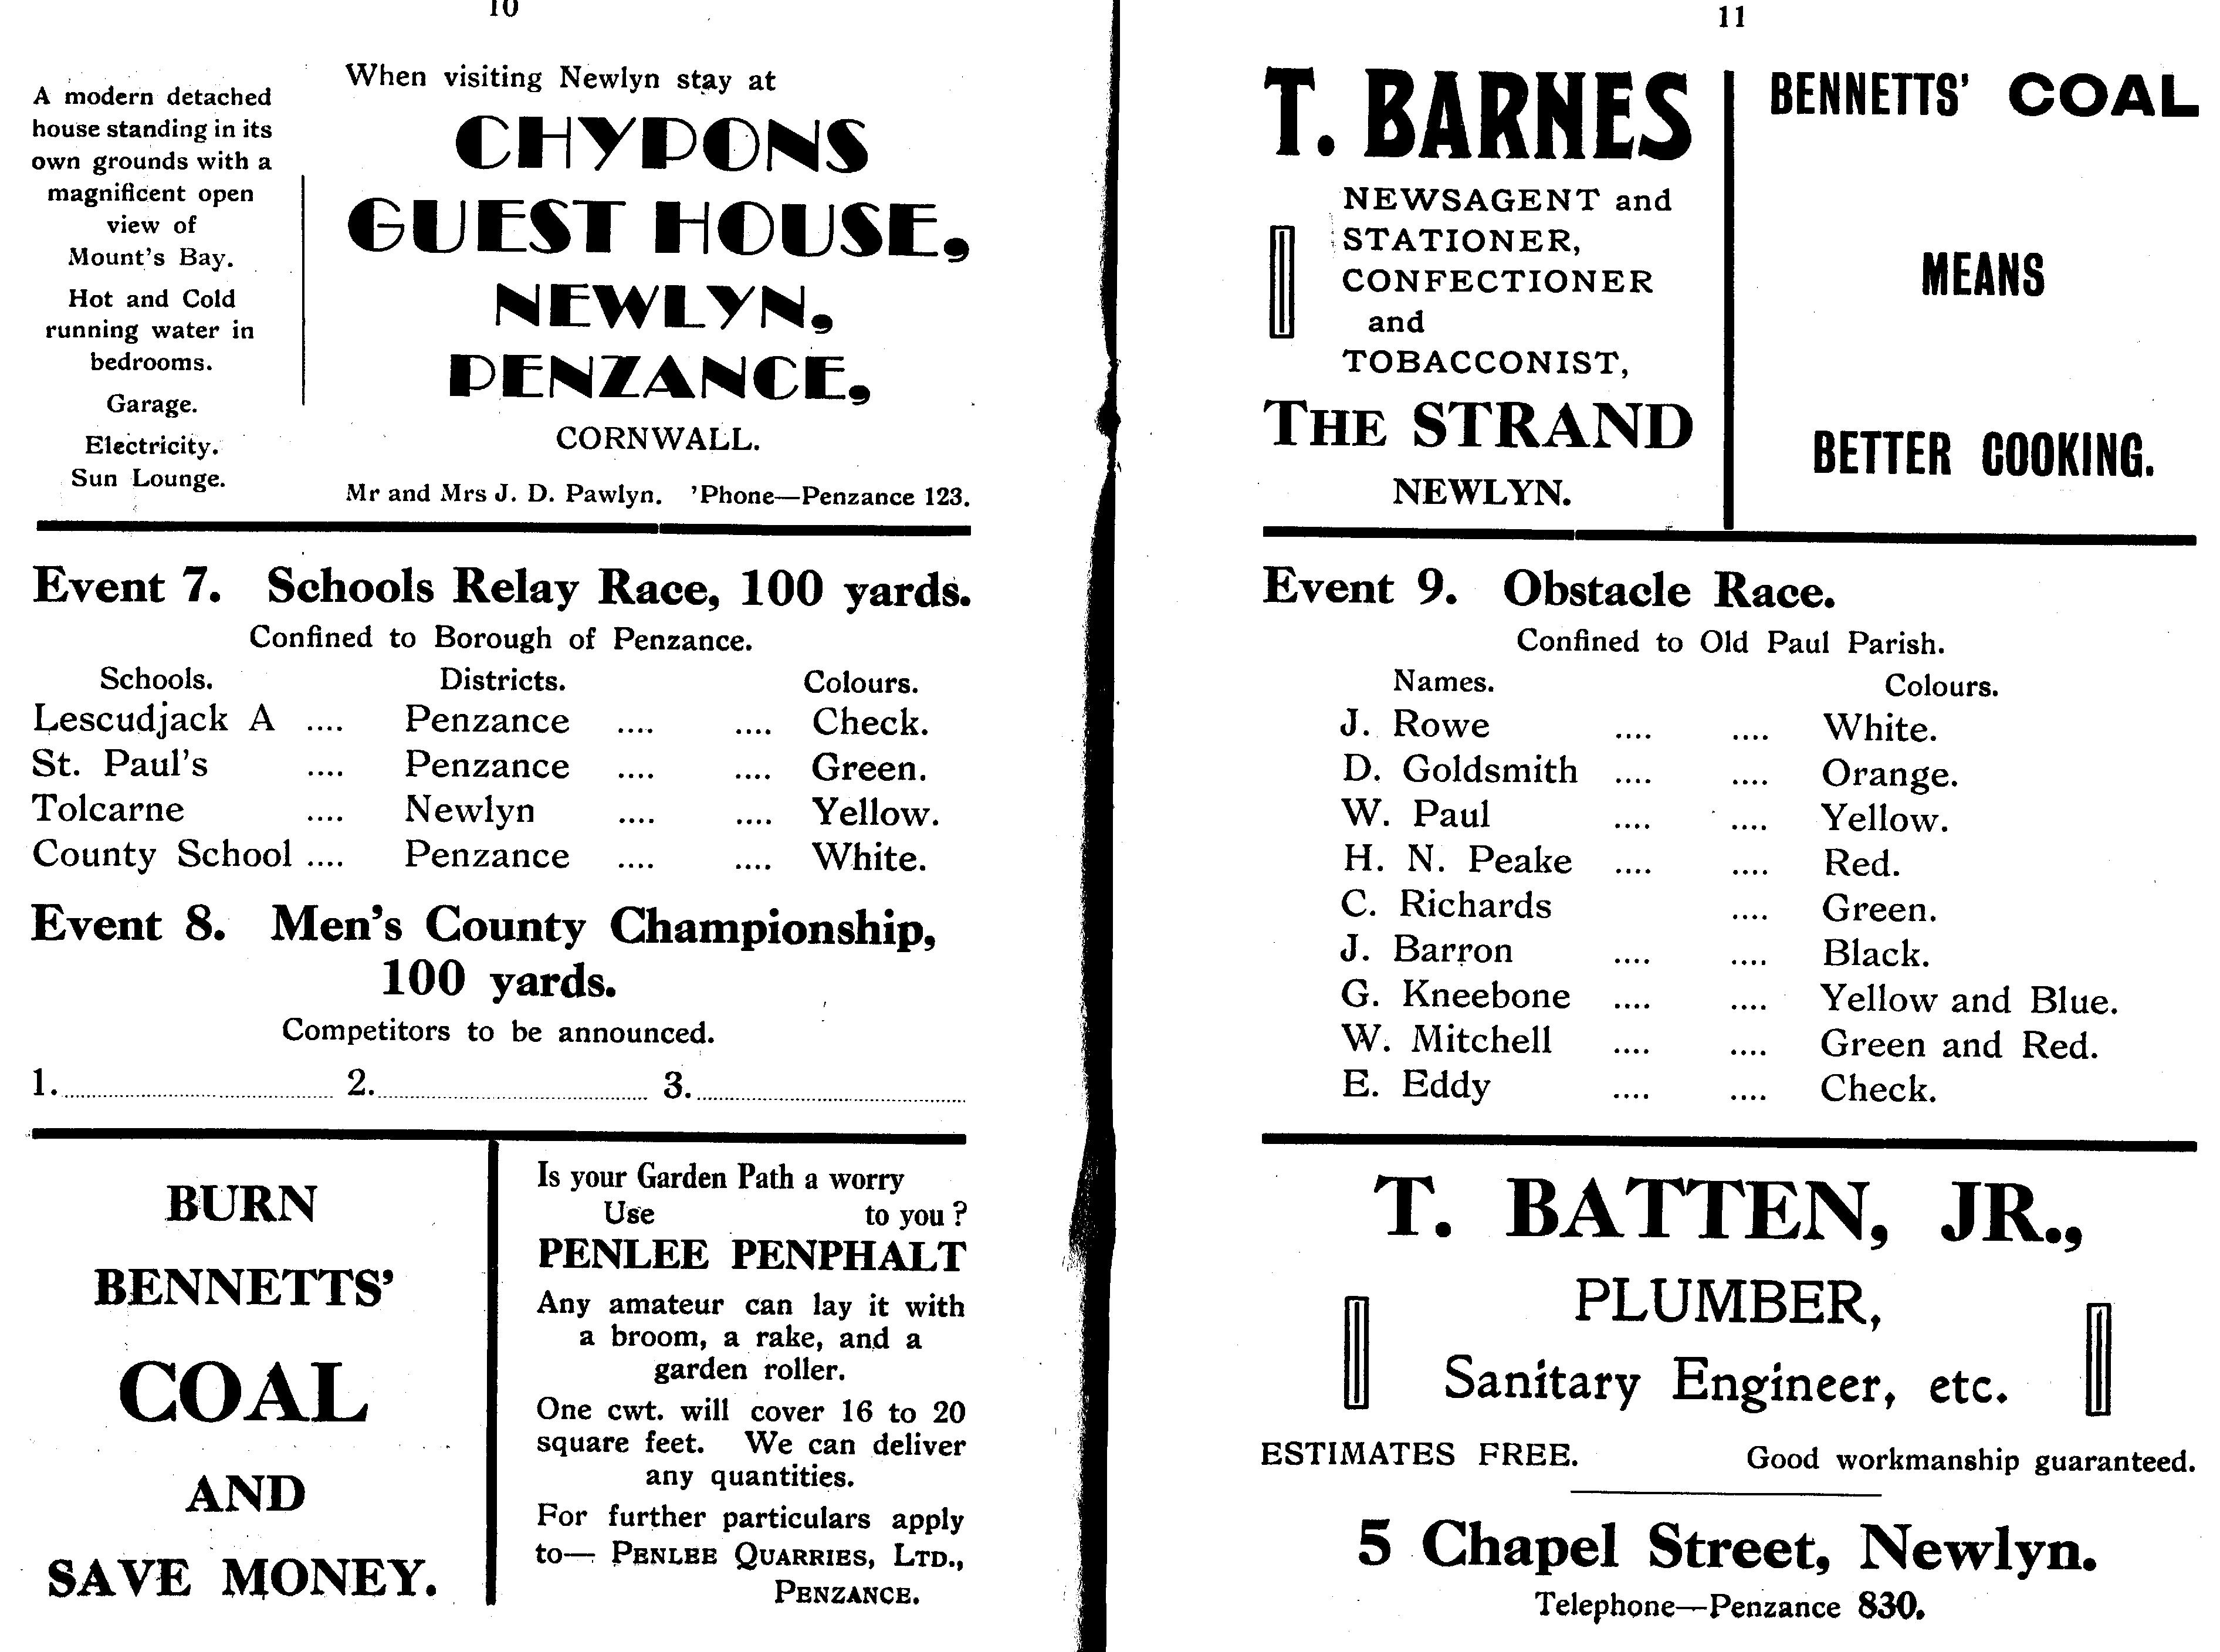 10
A modern detached
house standing in its
own grounds with a
magnificent open
view of
Mount's Bay.
Hot and Cold
running water in
bedrooms.
Garage.
Electricity.
Sun Lounge.
When visiting Newlyn stay at
CHYPONS
GUEST HOUSE,
NEWLYN,
PENZANCE,
CORNWALL.
Mr and Mrs J. D. Pawlyn. 'Phone—Penzance 123.
Event 7. Schools Relay Race, 100 yards.
Confined to Borough of Penzance.
Schools. Districts. Colours.
Lescudjack A .... Penzance .... .... Check.
St. Paul's .... Penzance .... .... Green.
Tolcarne .... Newlyn .... .... Yellow.
County School .... Penzance .... .... White.
Event 8. Men's County Championship,
100 yards.
Competitors to be announced.
1. 2. 3.
BURN
BENNETTS'
COAL
AND
SAVE MONEY.
Is your Garden Path a worry
Use to you ?
PENLEE PENPHALT
Any amateur can lay it with
a broom, a rake, and a
garden roller.
One cwt. will cover 16 to 20
square feet. We can deliver
any quantities.
For further particulars apply
to— PENLEE QUARRIES, LTD.,
PENZANCE.
11
T. BARNES
NEWSAGENT and
STATIONER,
CONFECTIONER
and
TOBACCONIST,
THE STRAND
NEWLYN.
BENNETTS' COAL
MEANS
BETTER COOKING.
Event 9. Obstacle Race.
Confined to Old Paul Parish.
Names. Colours.
J. Rowe .... .... White.
D. Goldsmith .... .... Orange.
W. Paul .... .... Yellow.
H. N. Peake .... .... Red.
C. Richards .... Green.
J. Barron .... .... Black.
G. Kneebone .... .... Yellow and Blue.
W. Mitchell .... .... Green and Red.
E. Eddy .... .... Check.
T. BATTEN, JR.,
PLUMBER,
Sanitary Engineer, etc.
ESTIMATES FREE. Good workmanship guaranteed.
5 Chapel Street, Newlyn.
Telephone—Penzance 830.